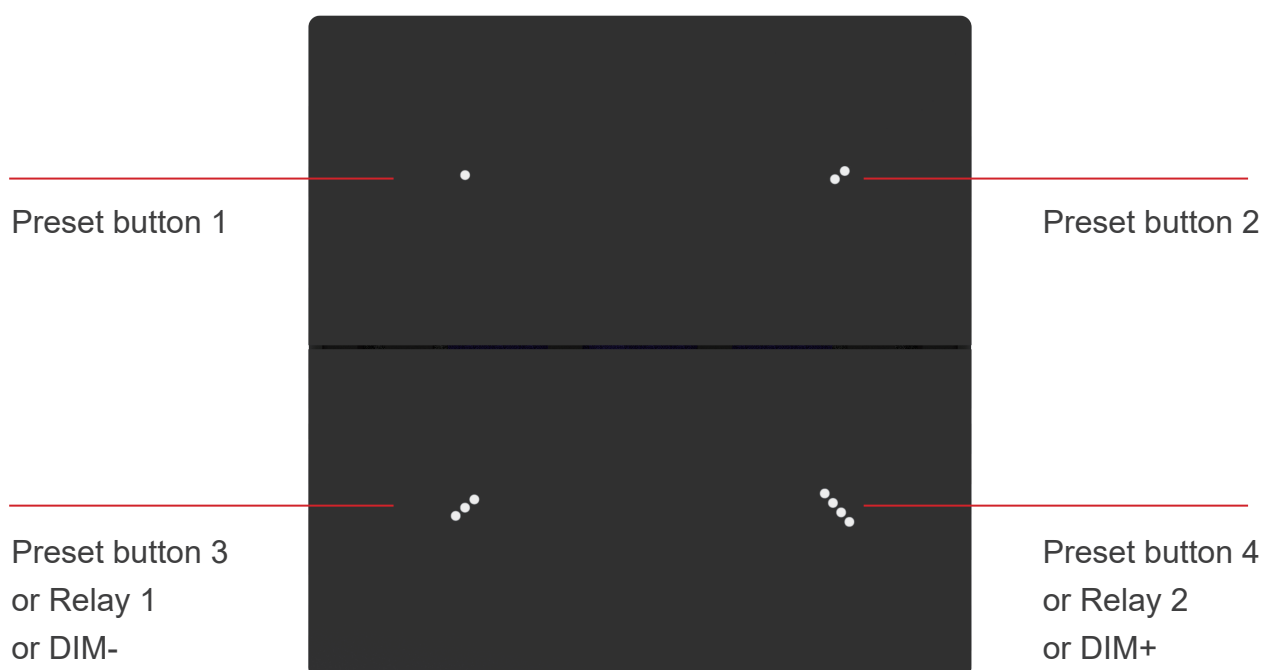 Preset button 1
Preset button 2
Preset button 3
or Relay 1
or DIM-
Preset button 4
or Relay 2
or DIM+